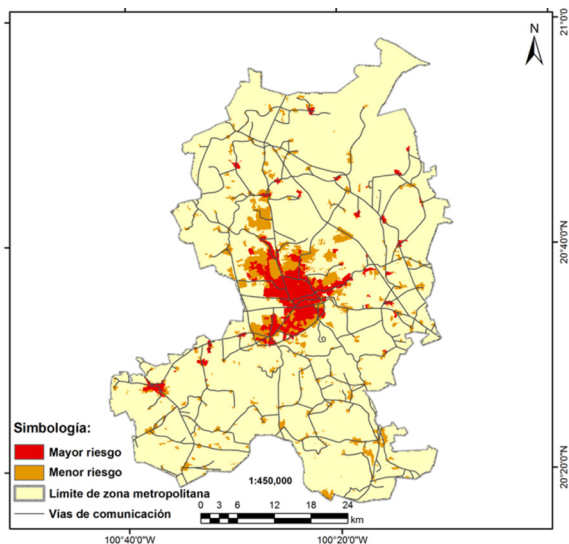 21°0'0
N
20°40'0"N
20°20'0"N
Simbología:
Mayor riesgo
Menor riesgo
Límite de zona metropolitana
Vías de comunicación
1:450,000
0 3 6 12 18 24
km
100°40'0"W 100°20'0"W